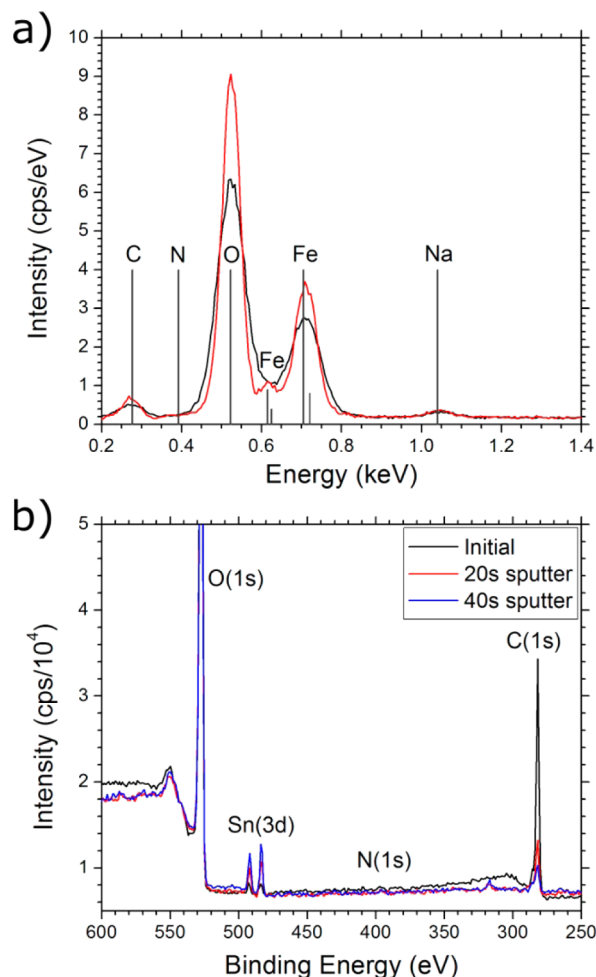 a)
10
9
8
7
6
5
4
3
2
1
0
Intensity (cps/eV)
C N O Fe Na
Fe
0.2 0.4 0.6 0.8 1.0 1.2 1.4
Energy (keV)
b)
5
4
3
2
1
Intensity (cps/10⁴)
Initial
20s sputter
40s sputter
O(1s)
C(1s)
Sn(3d)
N(1s)
600 550 500 450 400 350 300 250
Binding Energy (eV)